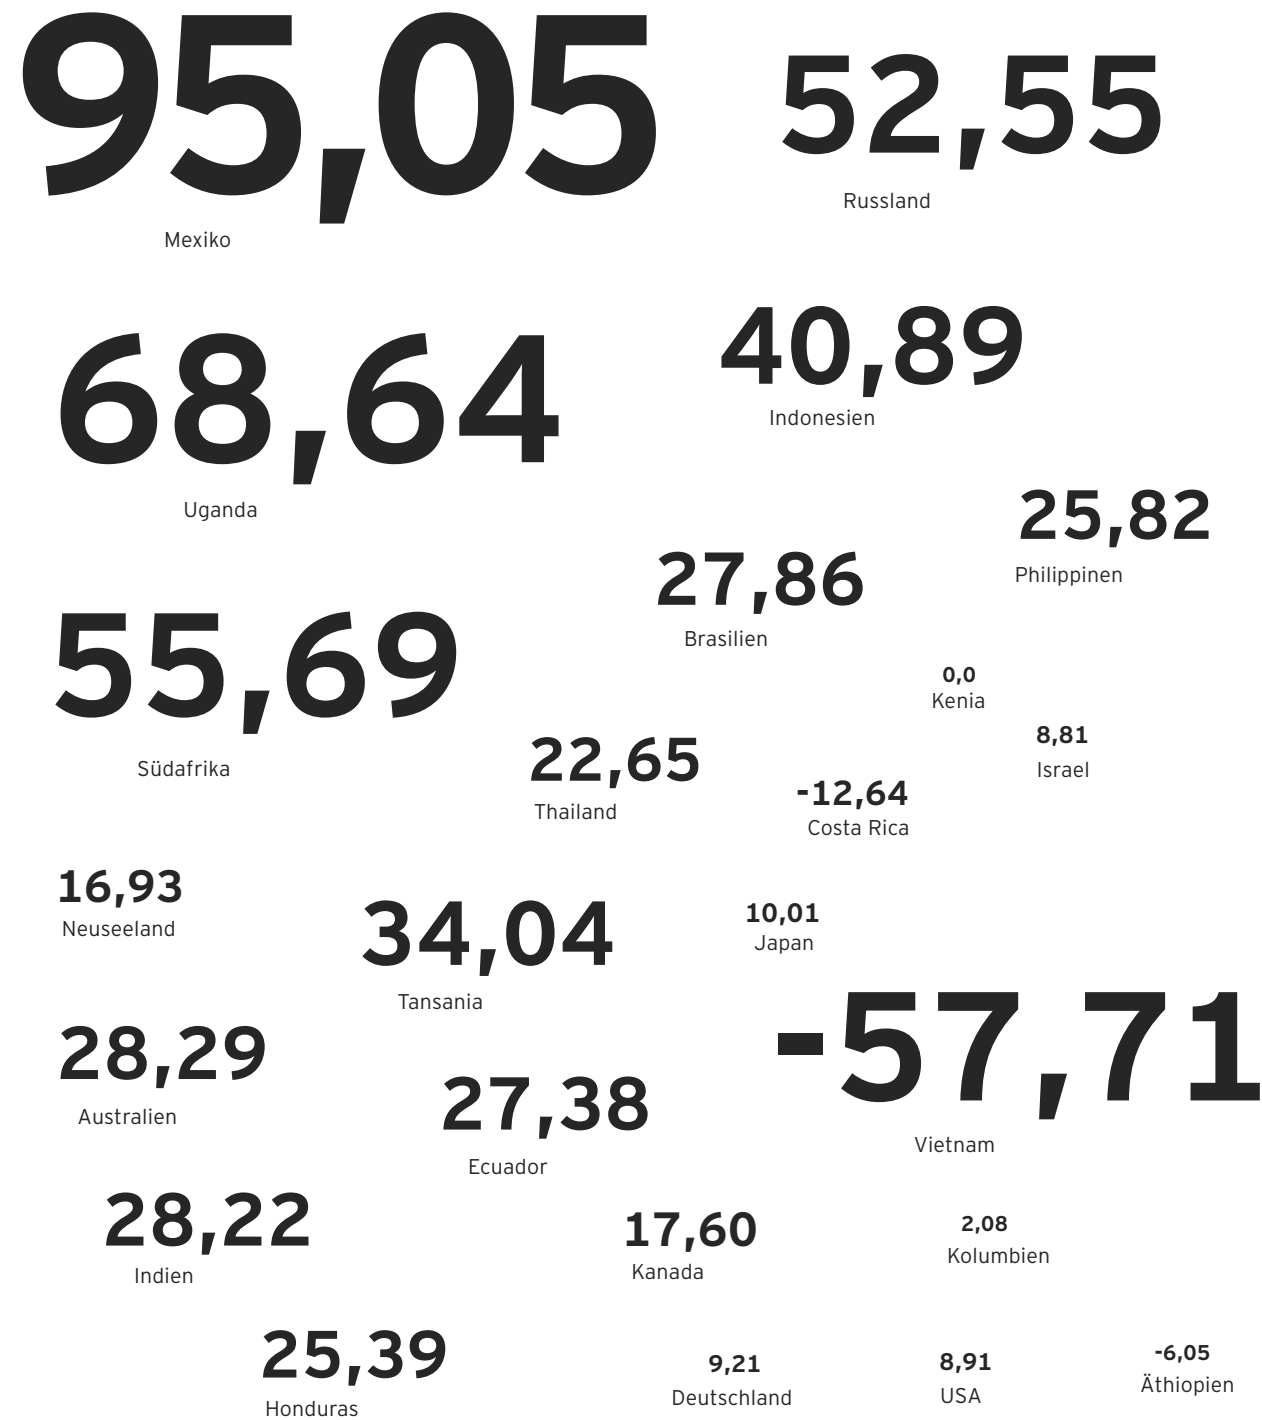 95,05
Mexiko
52,55
Russland
68,64
Uganda
40,89
Indonesien
25,82
Philippinen
27,86
Brasilien
55,69
Südafrika
0,0
Kenia
8,81
Israel
22,65
Thailand
-12,64
Costa Rica
16,93
Neuseeland
34,04
Tansania
10,01
Japan
-57,71
Vietnam
28,29
Australien
27,38
Ecuador
28,22
Indien
17,60
Kanada
2,08
Kolumbien
25,39
Honduras
9,21
Deutschland
8,91
USA
-6,05
Äthiopien